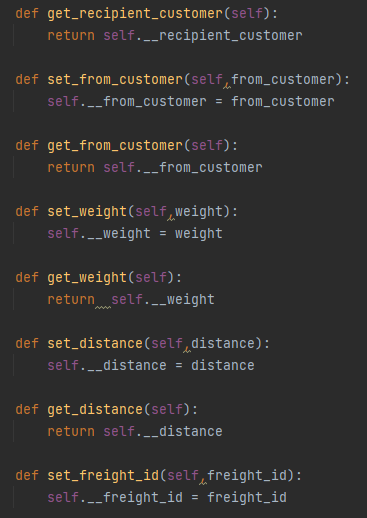 def get_recipient_customer(self):
    return self.__recipient_customer
def set_from_customer(self,from_customer):
    self.__from_customer = from_customer
def get_from_customer(self):
    return self.__from_customer
def set_weight(self,weight):
    self.__weight = weight
def get_weight(self):
    return  self.__weight
def set_distance(self,distance):
    self.__distance = distance
def get_distance(self):
    return self.__distance
def set_freight_id(self,freight_id):
    self.__freight_id = freight_id